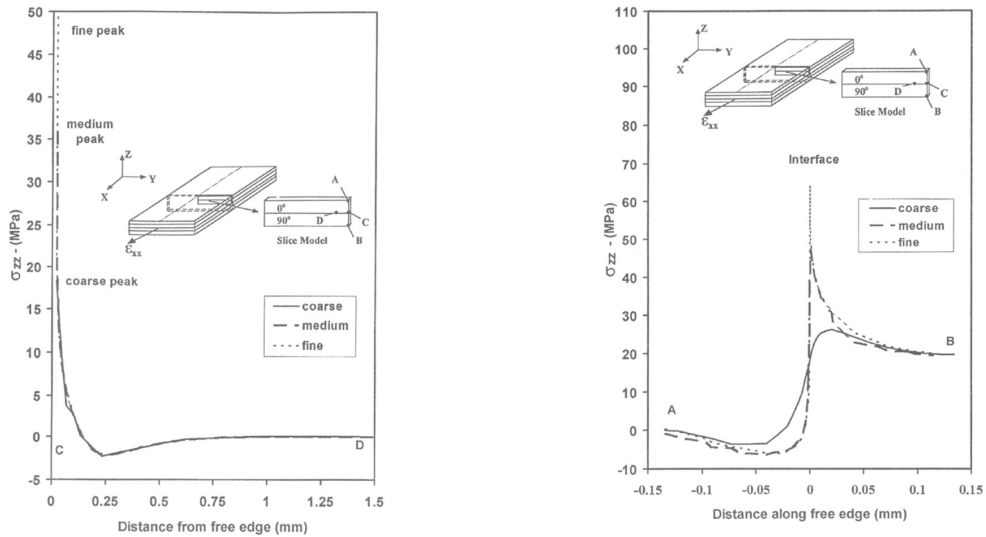 50
45
40
35
30
25
20
15
10
5
0
-5
σzz - (MPa)
fine peak
medium
peak
coarse peak
Z
Y
X
εxx
A
0°
90°
D
C
B
Slice Model
coarse
medium
fine
C
D
0
0.25
0.5
0.75
1
1.25
1.5
Distance from free edge (mm)
110
100
90
80
70
60
50
40
30
20
10
0
-10
σzz - (MPa)
Z
Y
X
εxx
A
0°
90°
D
C
B
Slice Model
Interface
coarse
medium
fine
A
B
-0.15
-0.1
-0.05
0
0.05
0.1
0.15
Distance along free edge (mm)